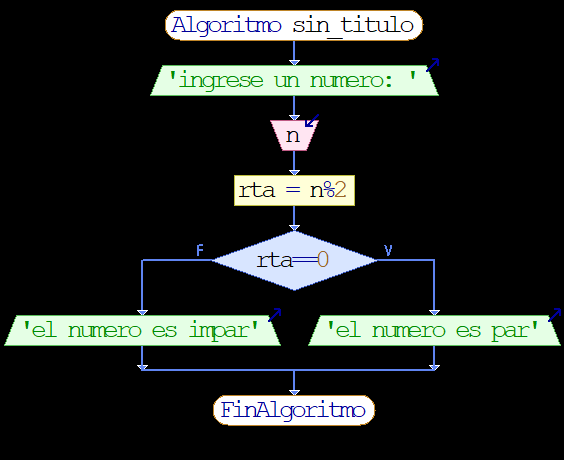 Algoritmo sin_titulo
'ingrese un numero: '
n
rta = n%2
F
V
rta==0
'el numero es impar'
'el numero es par'
FinAlgoritmo